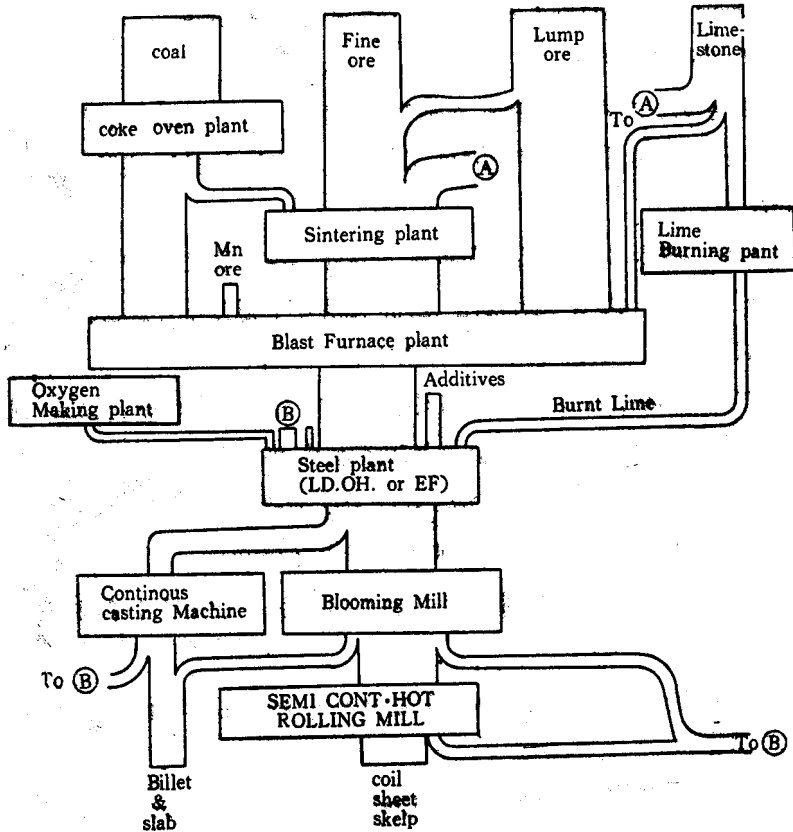 coal
Fine
ore
Lump
ore
Lime-
stone
coke oven plant
To Ⓐ
Ⓐ
Sintering plant
Lime
Burning pant
Mn
ore
Blast Furnace plant
Oxygen
Making plant
Additives
Ⓑ
Burnt Lime
Steel plant
(LD.OH. or EF)
Continous
casting Machine
Blooming Mill
To Ⓑ
SEMI CONT·HOT
ROLLING MILL
To Ⓑ
Billet
&
slab
coil
sheet
skelp